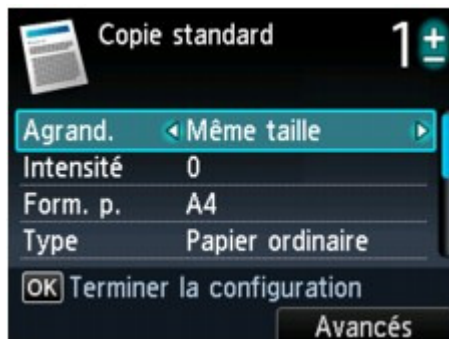 Copie standard 1
Agrand. Même taille
Intensité 0
Form. p. A4
Type Papier ordinaire
OK Terminer la configuration
Avancés